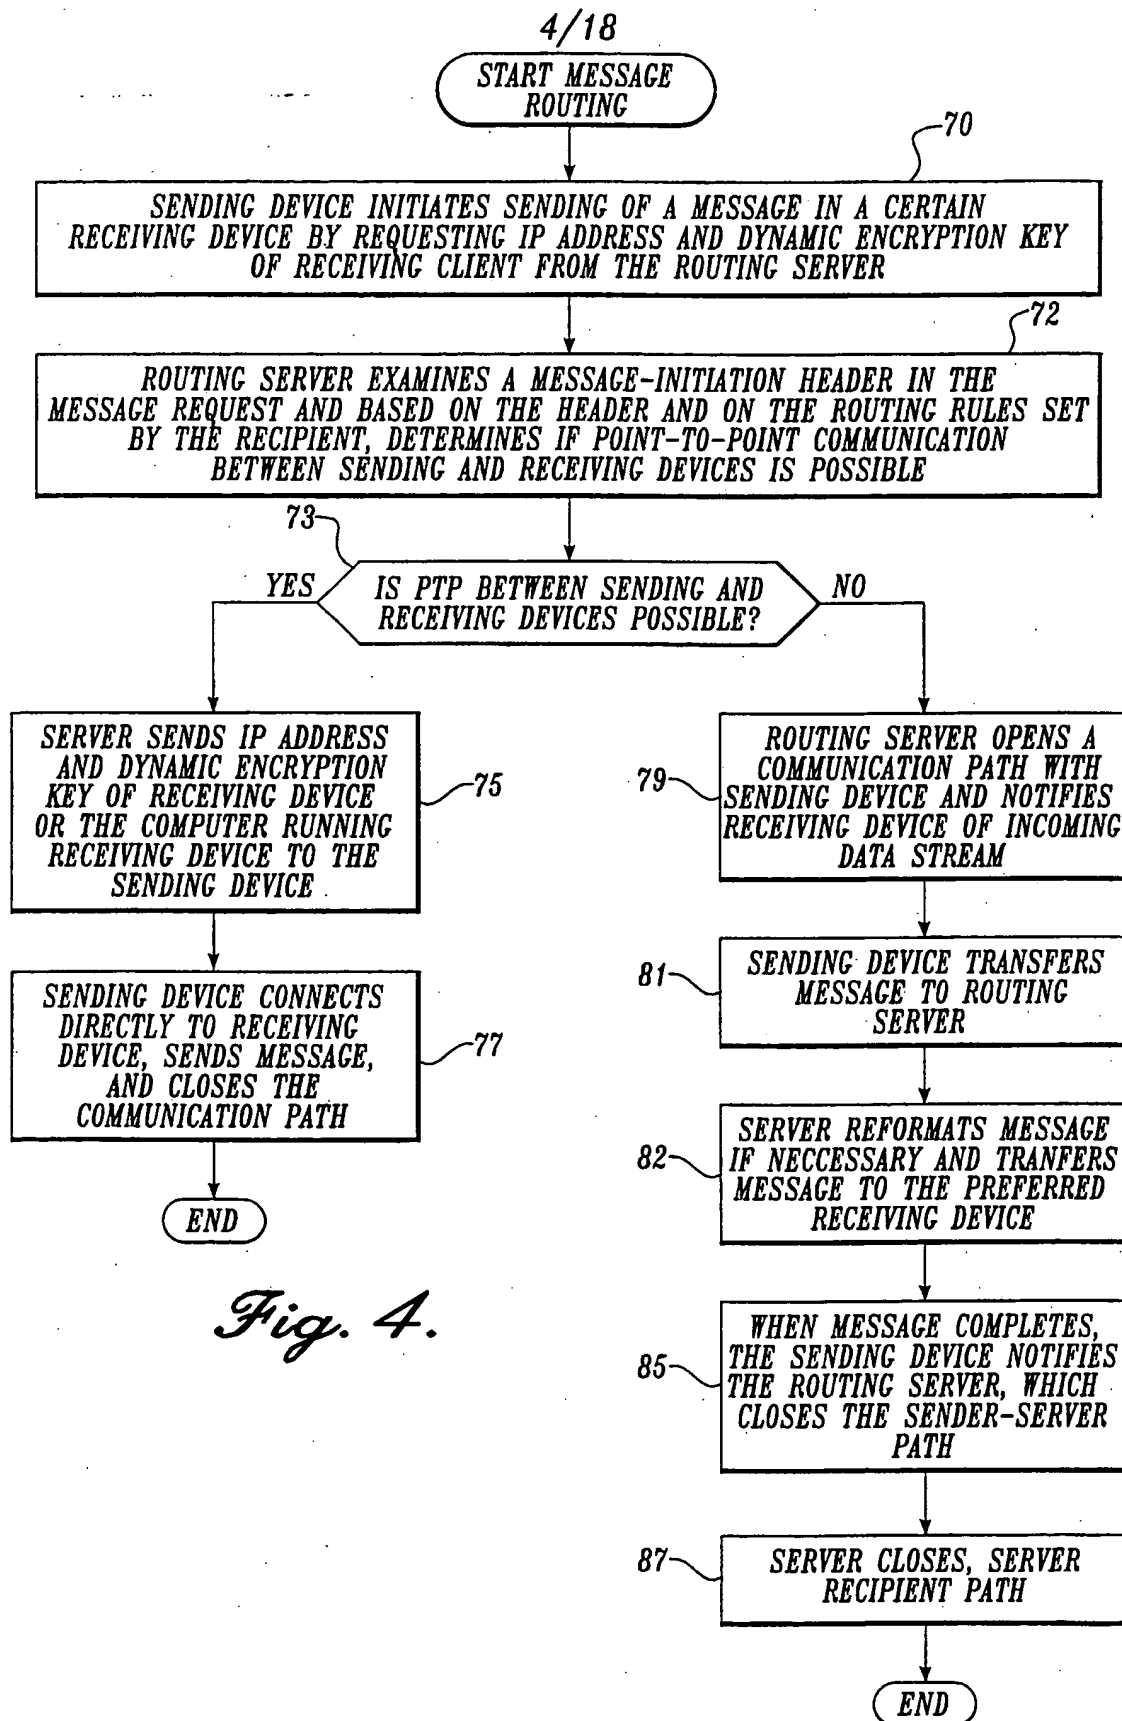 4/18
START MESSAGE
ROUTING
70
SENDING DEVICE INITIATES SENDING OF A MESSAGE IN A CERTAIN
RECEIVING DEVICE BY REQUESTING IP ADDRESS AND DYNAMIC ENCRYPTION KEY
OF RECEIVING CLIENT FROM THE ROUTING SERVER
72
ROUTING SERVER EXAMINES A MESSAGE-INITIATION HEADER IN THE
MESSAGE REQUEST AND BASED ON THE HEADER AND ON THE ROUTING RULES SET
BY THE RECIPIENT, DETERMINES IF POINT-TO-POINT COMMUNICATION
BETWEEN SENDING AND RECEIVING DEVICES IS POSSIBLE
73
YES
IS PTP BETWEEN SENDING AND
RECEIVING DEVICES POSSIBLE?
NO
SERVER SENDS IP ADDRESS
AND DYNAMIC ENCRYPTION
KEY OF RECEIVING DEVICE
OR THE COMPUTER RUNNING
RECEIVING DEVICE TO THE
SENDING DEVICE
75
SENDING DEVICE CONNECTS
DIRECTLY TO RECEIVING
DEVICE, SENDS MESSAGE,
AND CLOSES THE
COMMUNICATION PATH
77
END
Fig. 4.
79
ROUTING SERVER OPENS A
COMMUNICATION PATH WITH
SENDING DEVICE AND NOTIFIES
RECEIVING DEVICE OF INCOMING
DATA STREAM
81
SENDING DEVICE TRANSFERS
MESSAGE TO ROUTING
SERVER
82
SERVER REFORMATS MESSAGE
IF NECCESSARY AND TRANFERS
MESSAGE TO THE PREFERRED
RECEIVING DEVICE
85
WHEN MESSAGE COMPLETES,
THE SENDING DEVICE NOTIFIES
THE ROUTING SERVER, WHICH
CLOSES THE SENDER-SERVER
PATH
87
SERVER CLOSES, SERVER
RECIPIENT PATH
END